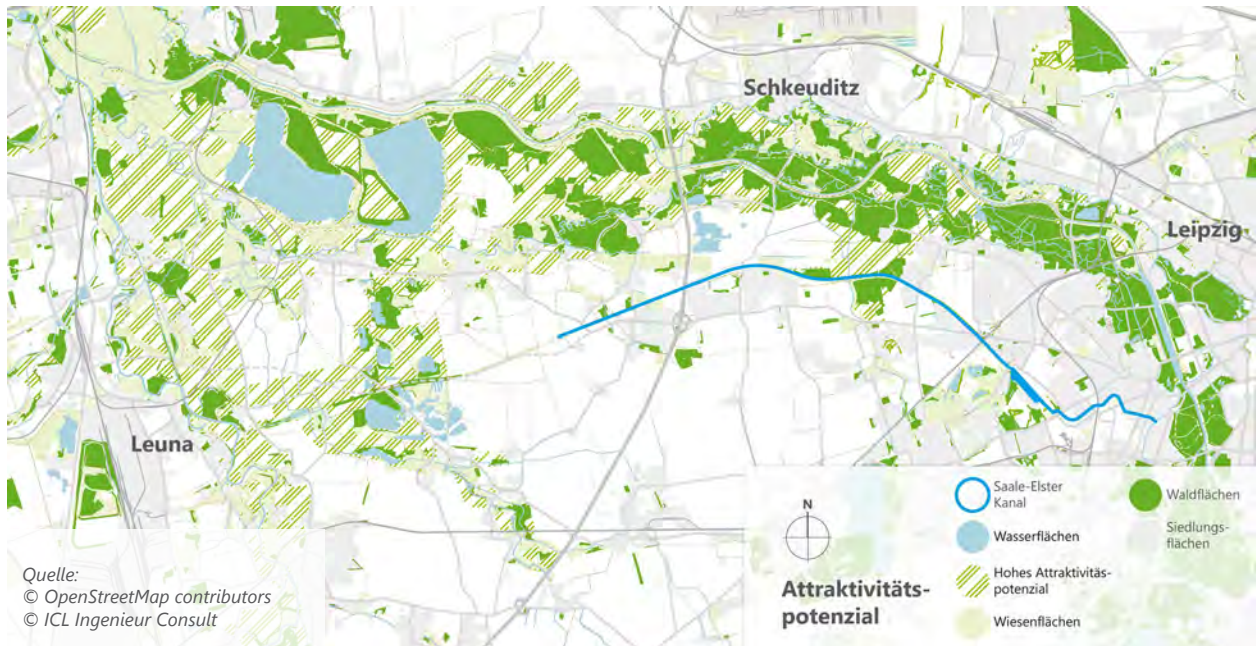 Schkeuditz
Leipzig
Leuna
Quelle:
© OpenStreetMap contributors
© ICL Ingenieur Consult
N
Attraktivitäts-
potenzial
Saale-Elster
Kanal
Wasserflächen
Hohes Attraktivitäs-
potenzial
Wiesenflächen
Waldflächen
Siedlungs-
flächen